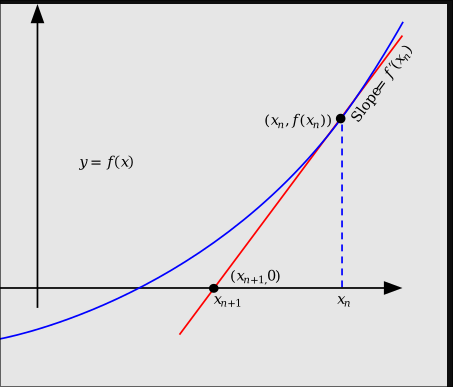 Slope= f′(xₙ)
(xₙ, f(xₙ))
y = f(x)
(xₙ₊₁,0)
xₙ₊₁
xₙ